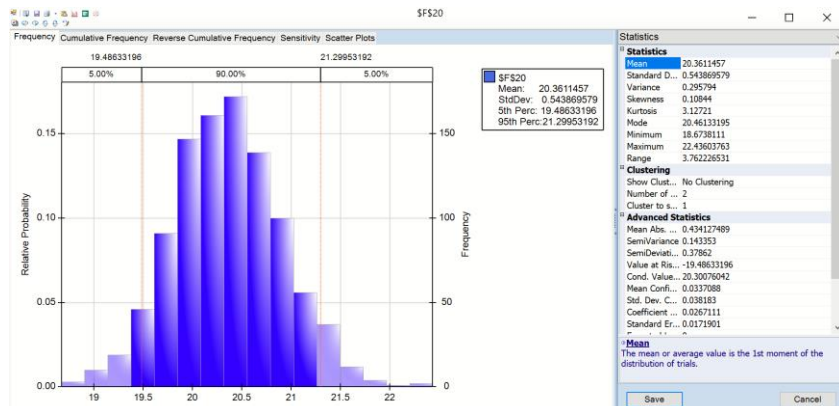 $F$20
Frequency Cumulative Frequency Reverse Cumulative Frequency Sensitivity Scatter Plots
19.48633196 21.29953192
5.00% 90.00% 5.00%
$F$20
Mean: 20.3611457
StdDev: 0.543869579
5th Perc: 19.48633196
95th Perc:21.29953192
Relative Probability
0.15
0.10
0.05
0.00
150
100
50
0
Frequency
19 19.5 20 20.5 21 21.5 22
Statistics
Statistics
Mean 20.3611457
Standard D... 0.543869579
Variance 0.295794
Skewness 0.10844
Kurtosis 3.12721
Mode 20.46133195
Minimum 18.6738111
Maximum 22.43603763
Range 3.762226531
Clustering
Show Clust... No Clustering
Number of ... 2
Cluster to s... 1
Advanced Statistics
Mean Abs. ... 0.434127489
SemiVariance 0.143353
SemiDeviati... 0.37862
Value at Ris... -19.48633196
Cond. Value... 20.30076042
Mean Confi... 0.0337088
Std. Dev. C... 0.038183
Coefficient ... 0.0267111
Standard Er... 0.0171901
Mean
The mean or average value is the 1st moment of the
distribution of trials.
Save Cancel